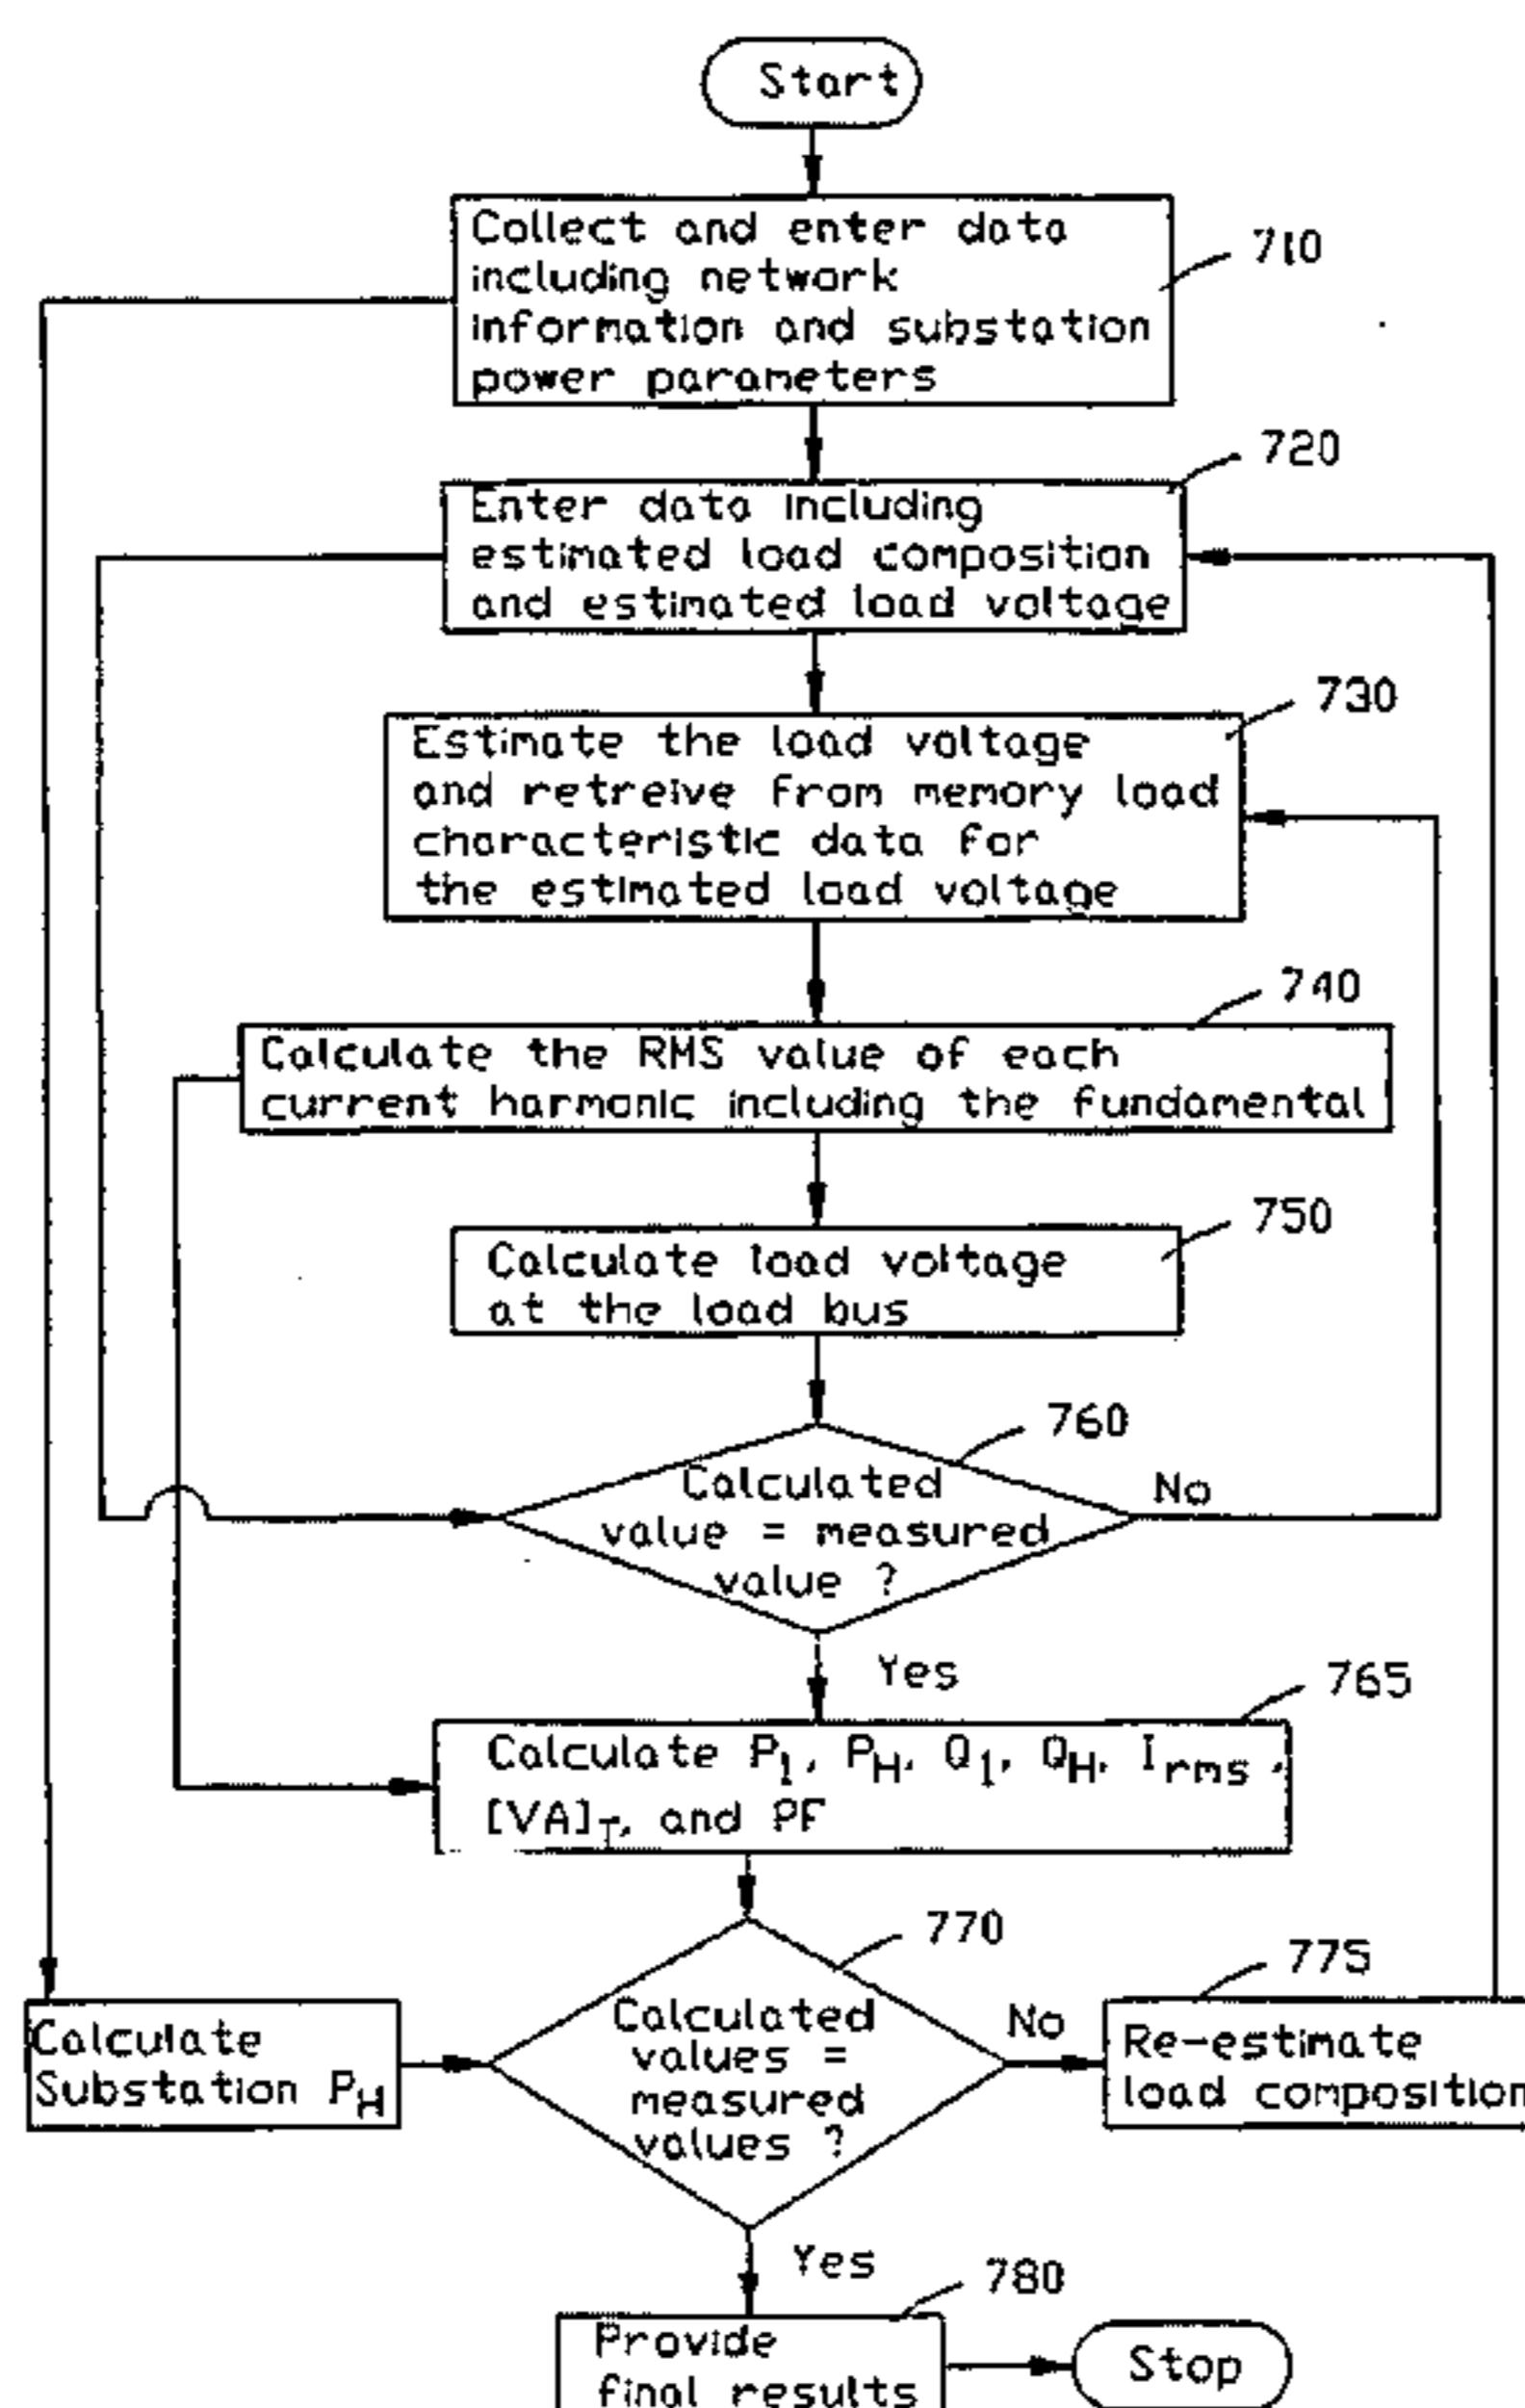 Start
Collect and enter data
including network
information and substation
power parameters
710
Enter data including
estimated load composition
and estimated load voltage
720
Estimate the load voltage
and retreive from memory load
characteristic data for
the estimated load voltage
730
Calculate the RMS value of each
current harmonic including the fundamental
740
Calculate load voltage
at the load bus
750
Calculated
value = measured
value ?
760
No
Yes
Calculate P1, PH, Q1, QH, Irms,
[VA]T, and PF
765
Calculate
Substation PH
Calculated
values =
measured
values ?
770
No
Re-estimate
load composition
775
Yes
Provide
final results
780
Stop